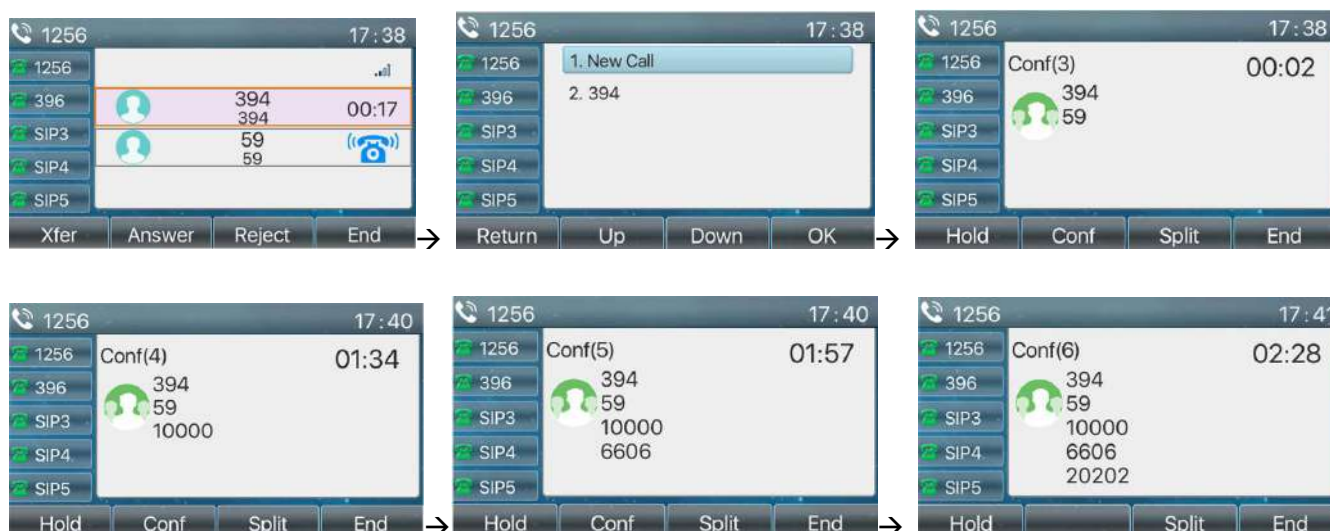 1256 17:38
1256
396 394 00:17
394
SIP3 59
SIP4 59
SIP5
Xfer Answer Reject End →
1256 17:38
1256 1. New Call
396 2. 394
SIP3
SIP4
SIP5
Return Up Down OK →
1256 17:38
1256 Conf(3) 00:02
396 394
SIP3 59
SIP4
SIP5
Hold Conf Split End
1256 17:40
1256 Conf(4) 01:34
396 394
SIP3 59
10000
SIP4
SIP5
Hold Conf Split End →
1256 17:40
1256 Conf(5) 01:57
396 394
59
SIP3 10000
SIP4 6606
SIP5
Hold Conf Split End →
1256 17:41
1256 Conf(6) 02:28
396 394
59
SIP3 10000
SIP4 6606
SIP5 20202
Hold Split End